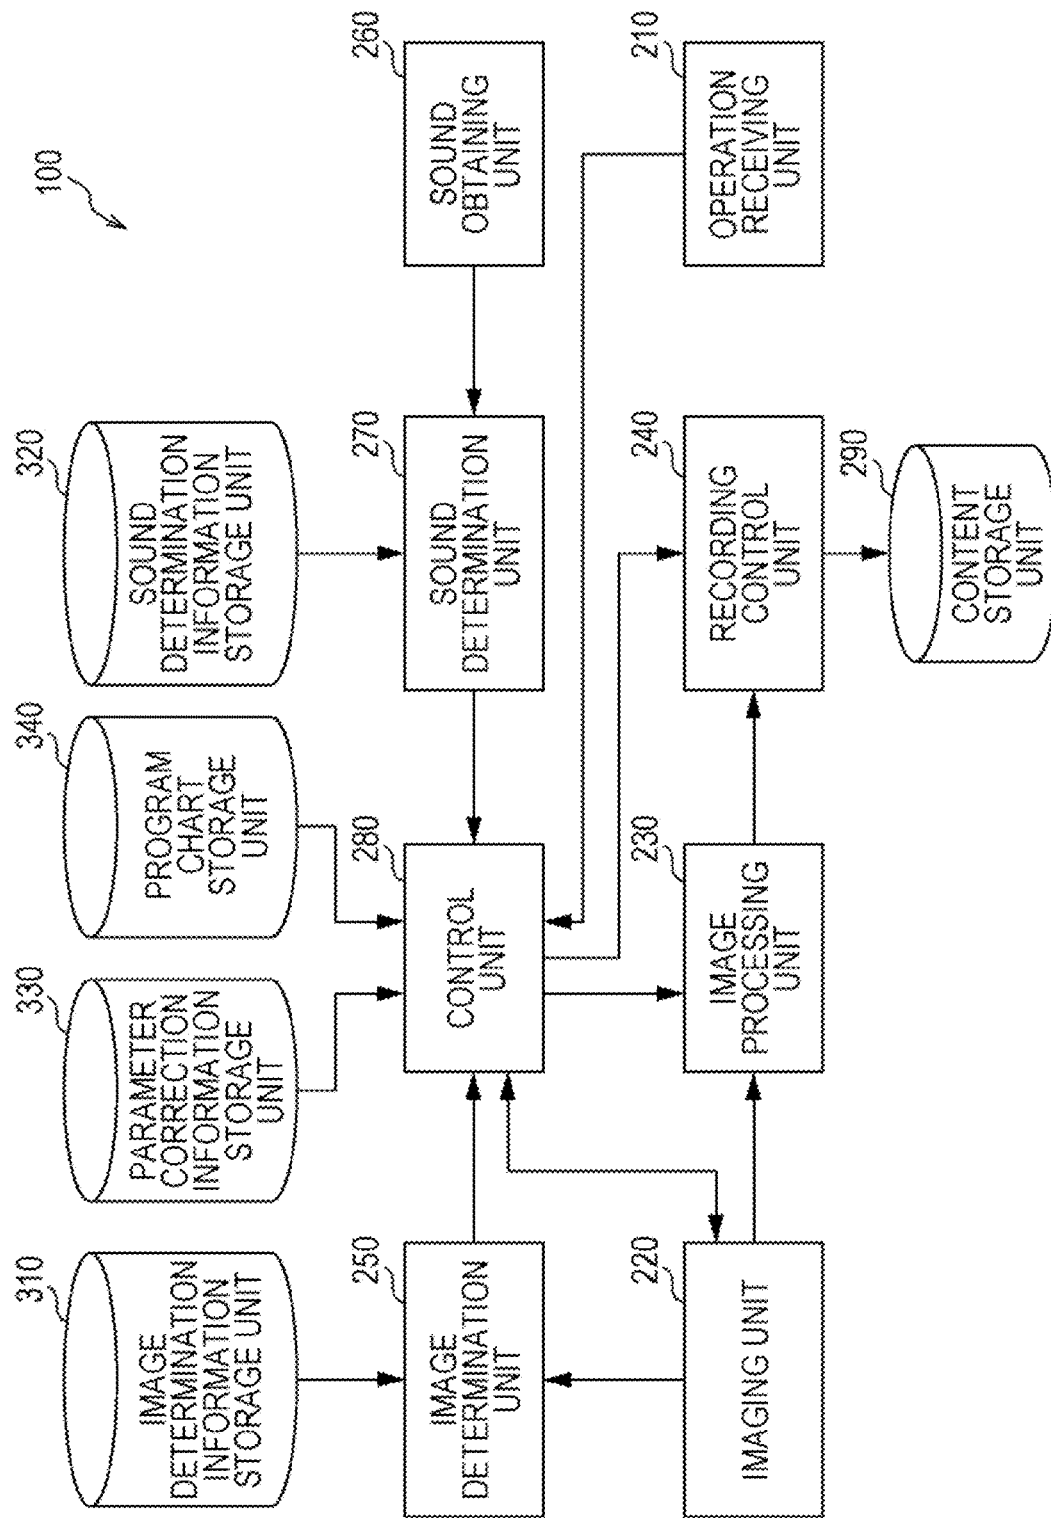 100
310
IMAGE
DETERMINATION
INFORMATION
STORAGE UNIT
330
PARAMETER
CORRECTION
INFORMATION
STORAGE
UNIT
340
PROGRAM
CHART
STORAGE
UNIT
320
SOUND
DETERMINATION
INFORMATION
STORAGE UNIT
250
IMAGE
DETERMINATION
UNIT
280
CONTROL
UNIT
270
SOUND
DETERMINATION
UNIT
260
SOUND
OBTAINING
UNIT
220
IMAGING UNIT
230
IMAGE
PROCESSING
UNIT
240
RECORDING
CONTROL
UNIT
210
OPERATION
RECEIVING
UNIT
290
CONTENT
STORAGE
UNIT